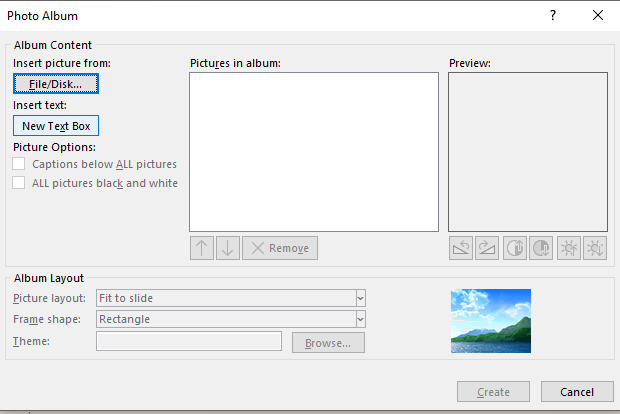 Photo Album ?
Album Content
Insert picture from:
File/Disk...
Insert text:
New Text Box
Picture Options:
Captions below ALL pictures
ALL pictures black and white
Pictures in album:
Remove
Preview:
Album Layout
Picture layout: Fit to slide
Frame shape: Rectangle
Theme: Browse...
Create Cancel